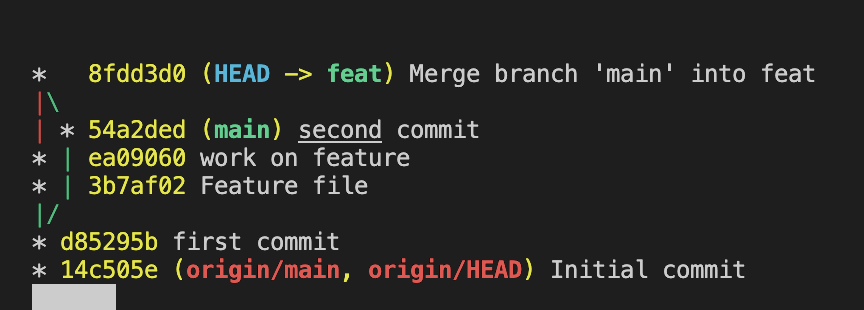 *   8fdd3d0 (HEAD -> feat) Merge branch 'main' into feat
|\
| * 54a2ded (main) second commit
* | ea09060 work on feature
* | 3b7af02 Feature file
|/
* d85295b first commit
* 14c505e (origin/main, origin/HEAD) Initial commit